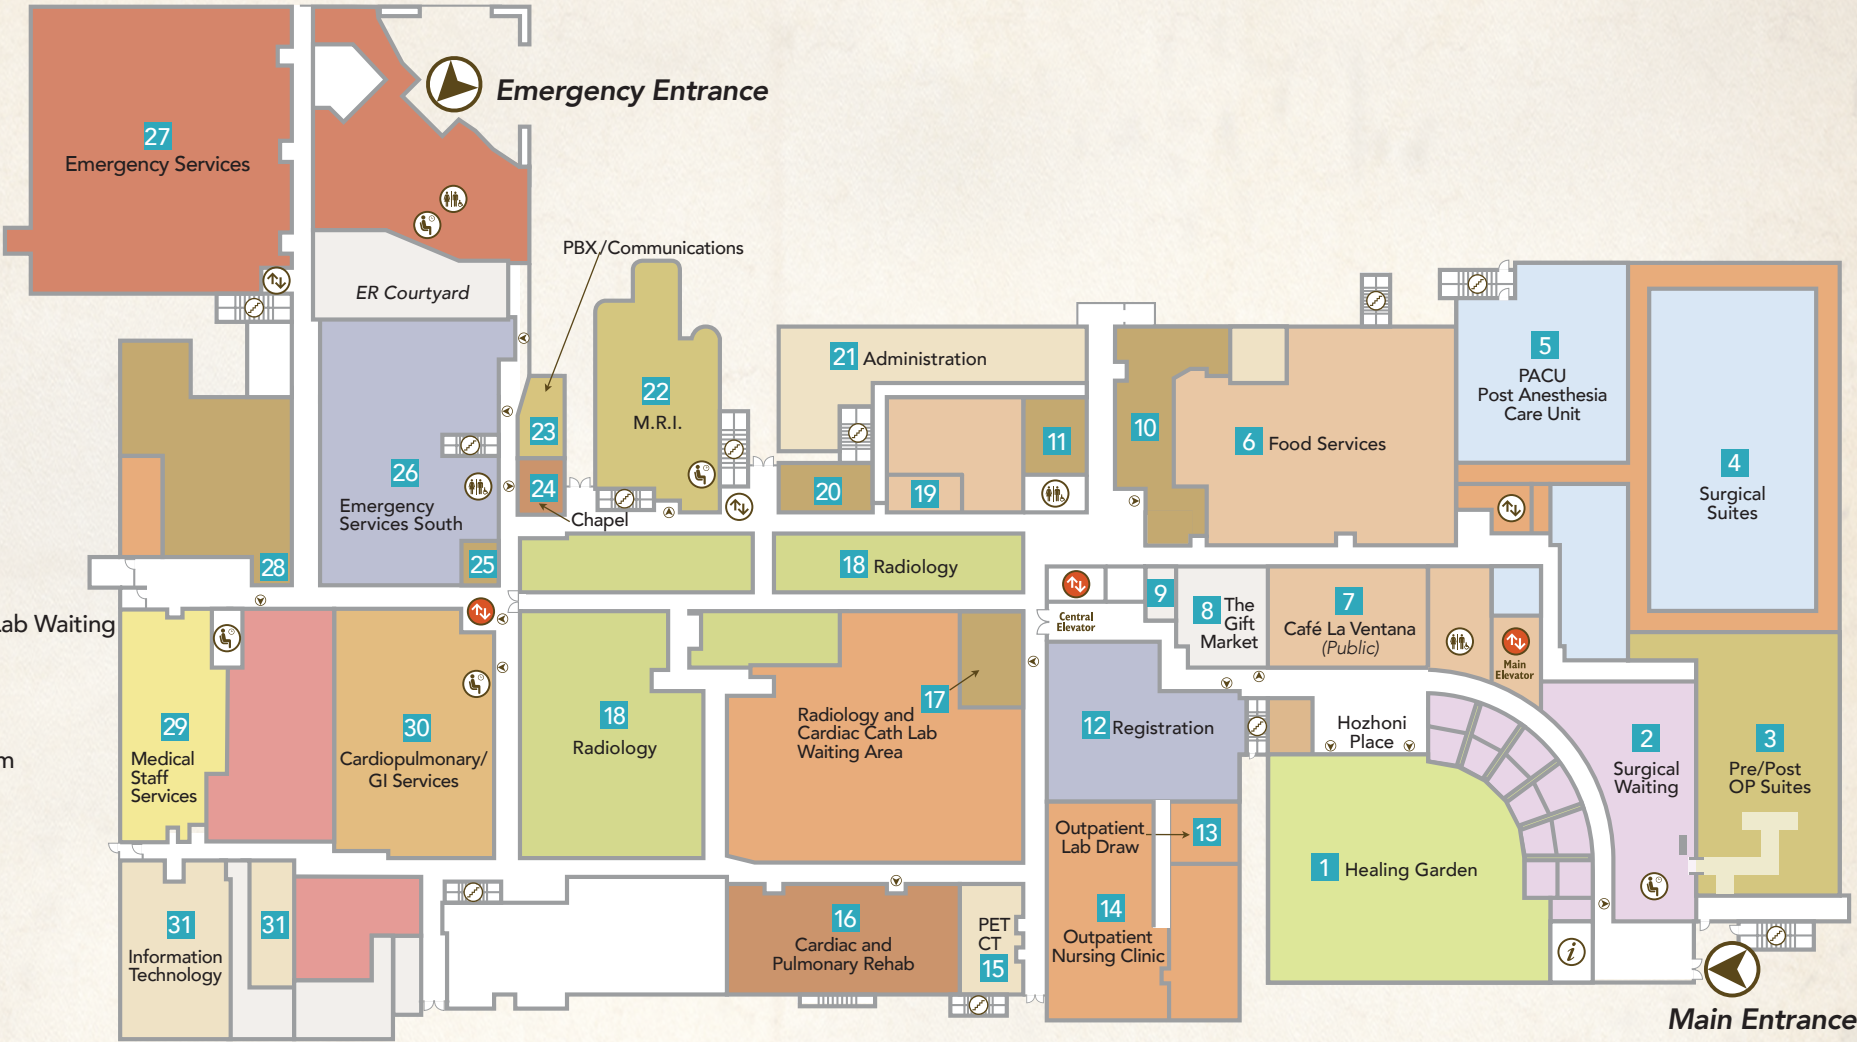 Emergency Entrance
27
Emergency Services
ER Courtyard
PBX/Communications
22
M.R.I.
23
24
Chapel
26
Emergency
Services South
25
28
21 Administration
20
19
11
10
6 Food Services
5
PACU
Post Anesthesia
Care Unit
4
Surgical
Suites
18 Radiology
Central
Elevator
9
8 The
Gift
Market
7
Café La Ventana
(Public)
Main
Elevator
ab Waiting
29
Medical
Staff
Services
m
30
Cardiopulmonary/
GI Services
18
Radiology
17
Radiology and
Cardiac Cath Lab
Waiting Area
12 Registration
Hozhoni
Place
2
Surgical
Waiting
3
Pre/Post
OP Suites
Outpatient
Lab Draw
13
1 Healing Garden
14
Outpatient
Nursing Clinic
31
Information
Technology
31
16
Cardiac and
Pulmonary Rehab
PET
CT
15
i
Main Entrance